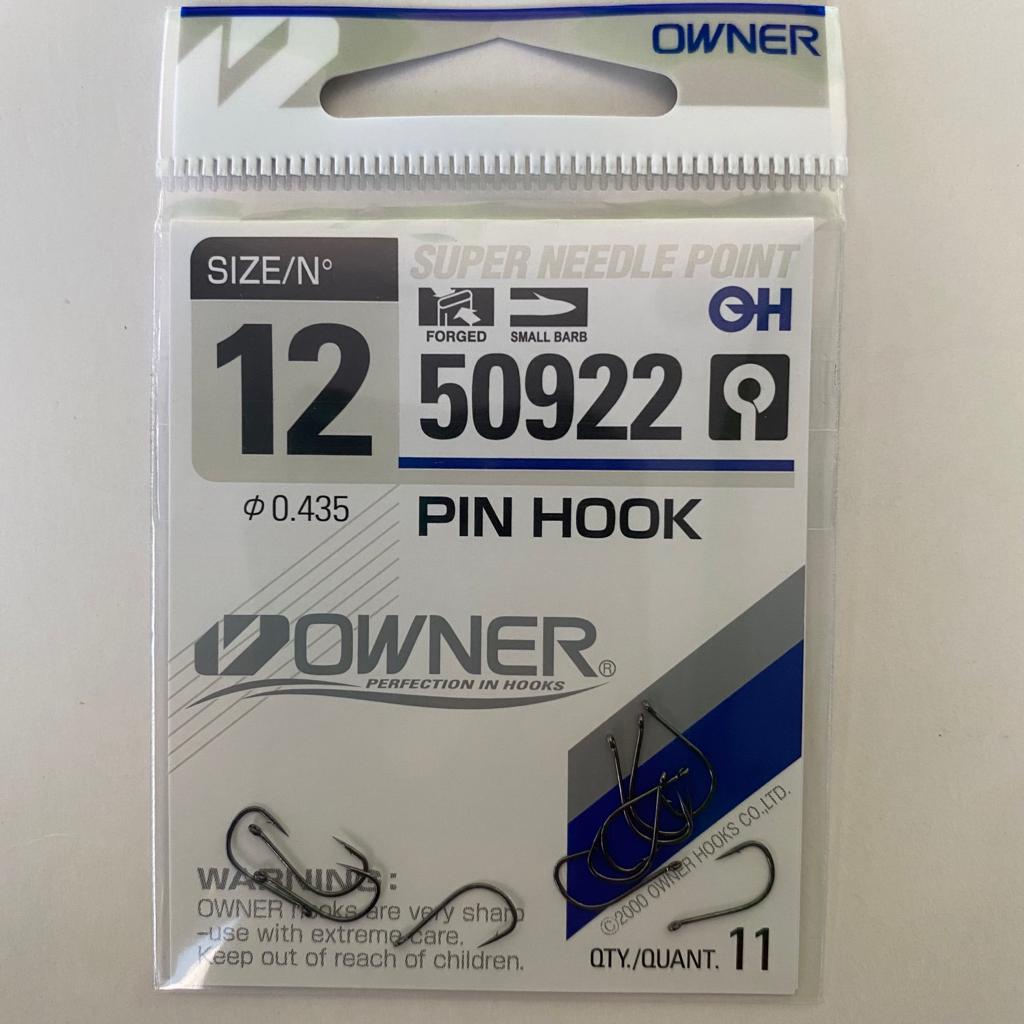 OWNER
SIZE/Nº
SUPER NEEDLE POINT
FORGED
SMALL BARB
12
50922
Φ 0.435
PIN HOOK
OWNER®
PERFECTION IN HOOKS
WARNING:
OWNER hooks are very sharp
-use with extreme care.
Keep out of reach of children.
©2000 OWNER HOOKS CO.,LTD.
QTY./QUANT. 11